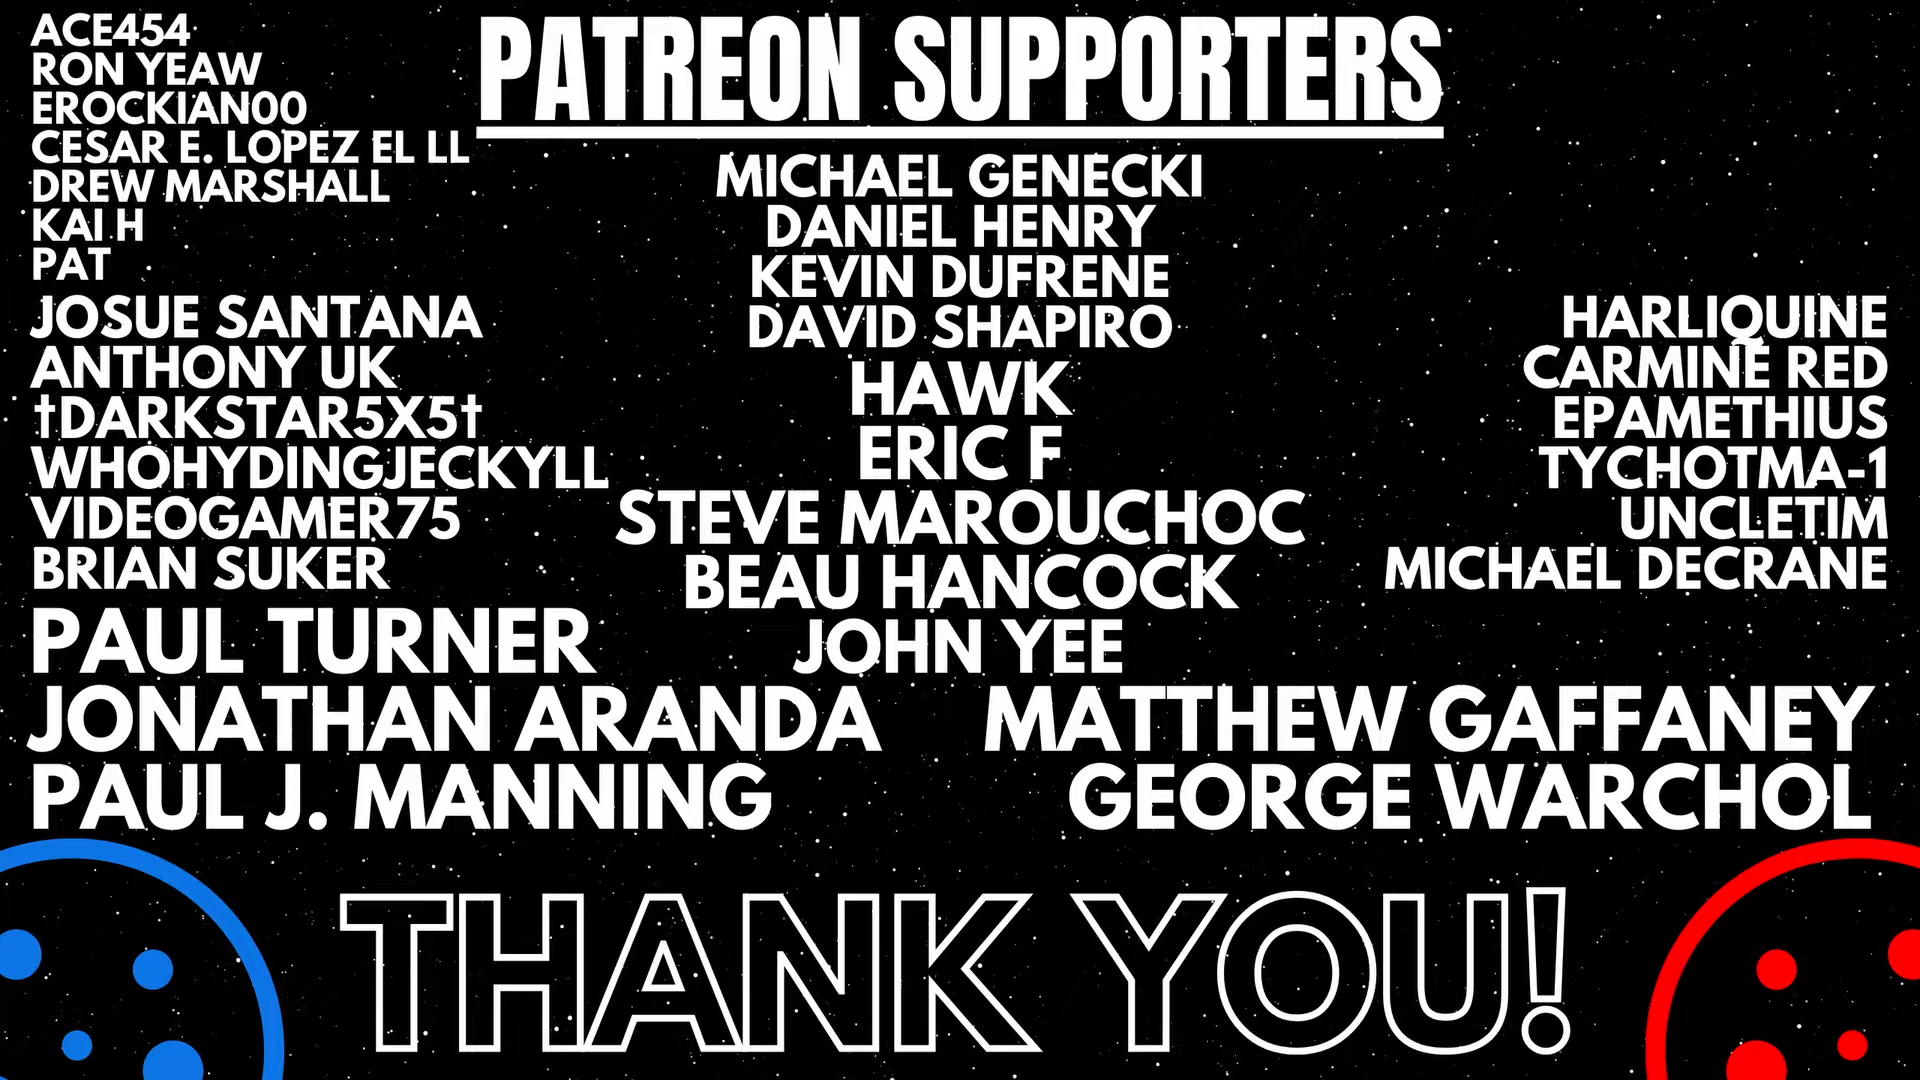 PATREON SUPPORTERS
ACE454
RON YEAW
EROCKIAN00
CESAR E. LOPEZ EL LL
DREW MARSHALL
KAI H
PAT
JOSUE SANTANA
ANTHONY UK
†DARKSTAR5X5†
WHOHYDINGJECKYLL
VIDEOGAMER75
BRIAN SUKER
PAUL TURNER
JONATHAN ARANDA
PAUL J. MANNING
MICHAEL GENECKI
DANIEL HENRY
KEVIN DUFRENE
DAVID SHAPIRO
HAWK
ERIC F
STEVE MAROUCHOC
BEAU HANCOCK
JOHN YEE
HARLIQUINE
CARMINE RED
EPAMETHIUS
TYCHOTMA-1
UNCLETIM
MICHAEL DECRANE
MATTHEW GAFFANEY
GEORGE WARCHOL
THANK YOU!